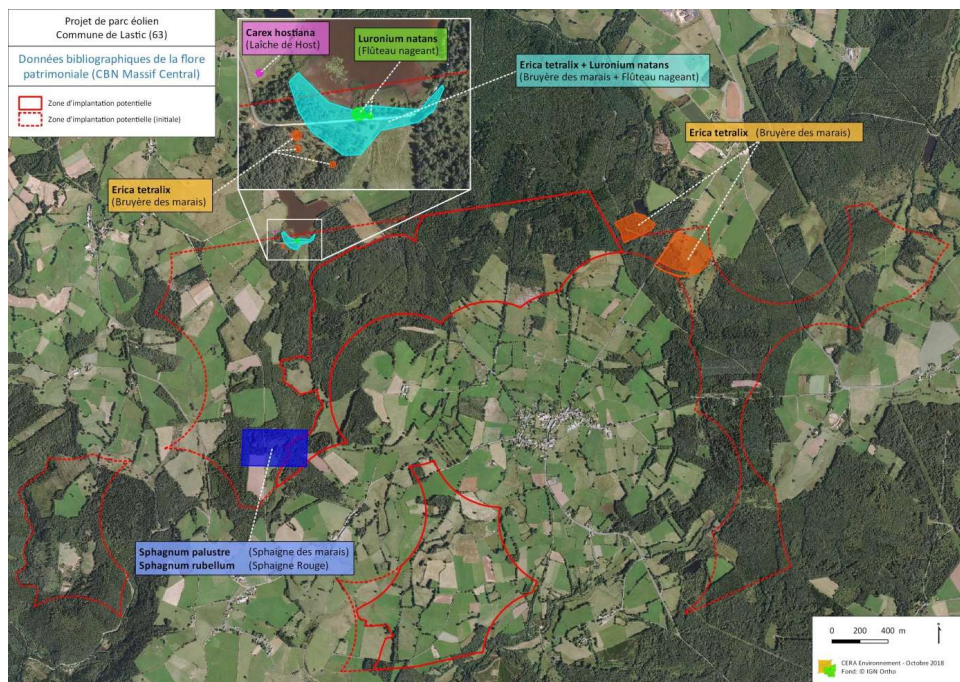 Projet de parc éolien
Commune de Lastic (63)
Données bibliographiques de la flore
patrimoniale (CBN Massif Central)
Zone d'implantation potentielle
Zone d'implantation potentielle (initiale)
Carex hostiana
(Laîche de Host)
Luronium natans
(Flûteau nageant)
Erica tetralix + Luronium natans
(Bruyère des marais + Flûteau nageant)
Erica tetralix (Bruyère des marais)
Erica tetralix
(Bruyère des marais)
Sphagnum palustre (Sphaigne des marais)
Sphagnum rubellum (Sphaigne Rouge)
0 200 400 m
CERA Environnement - Octobre 2018
Fond: © IGN Ortho